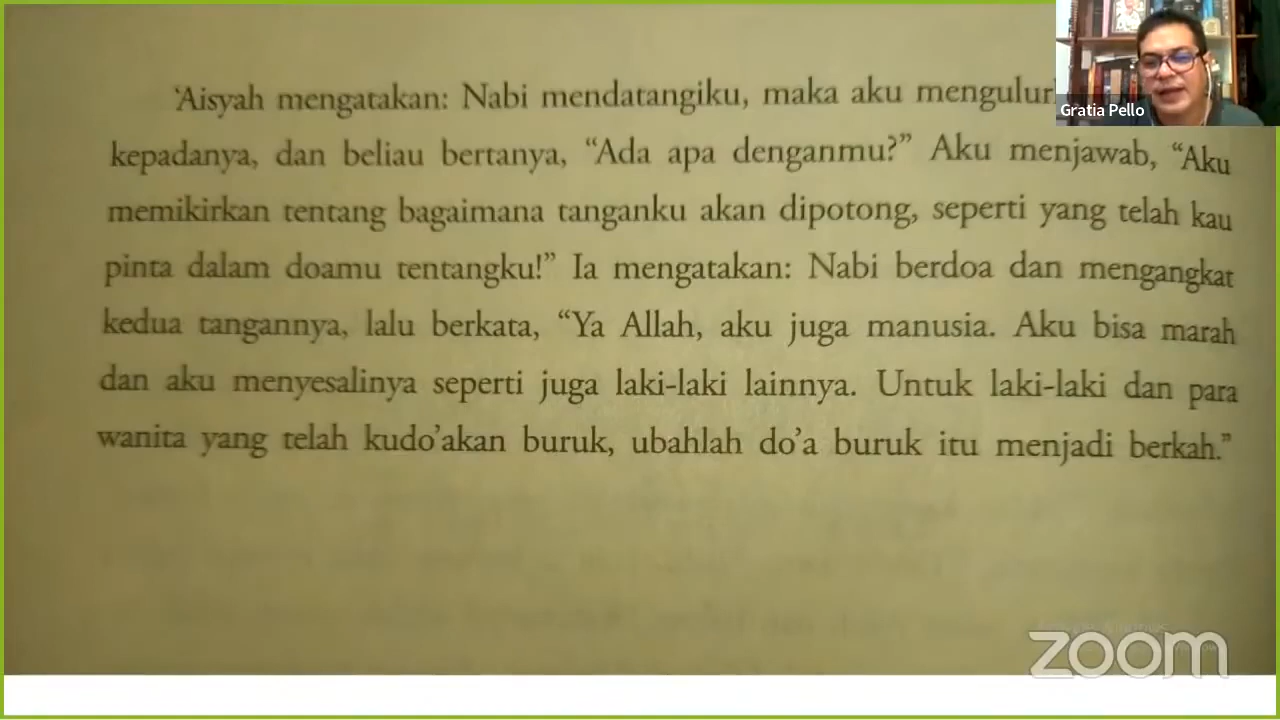 ‘Aisyah mengatakan: Nabi mendatangiku, maka aku
kepadanya, dan beliau bertanya, “Ada apa denganmu?” Aku menjawab, “Aku
memikirkan tentang bagaimana tanganku akan dipotong, seperti yang telah kau
pinta dalam doamu tentangku!” Ia mengatakan: Nabi berdoa dan mengangkat
kedua tangannya, lalu berkata, “Ya Allah, aku juga manusia. Aku bisa marah
dan aku menyesalinya seperti juga laki-laki lainnya. Untuk laki-laki dan para
wanita yang telah kudo’akan buruk, ubahlah do’a buruk itu menjadi berkah.”
Gratia Pello
zoom